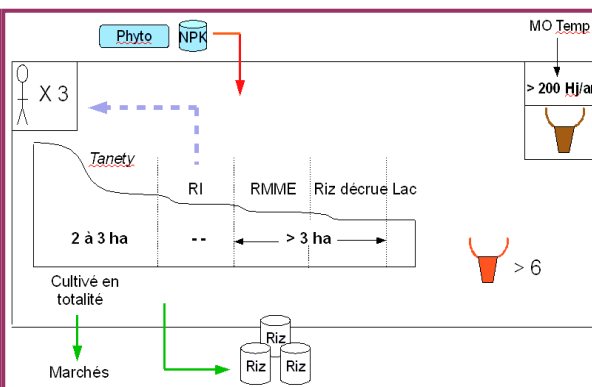 MO Temp
Phyto
NPK
X 3
> 200 Hj/an
Tanety
RI
RMME
Riz décrue
Lac
2 à 3 ha
- -
> 3 ha
> 6
Cultivé en
totalité
Riz
Riz
Riz
Marchés